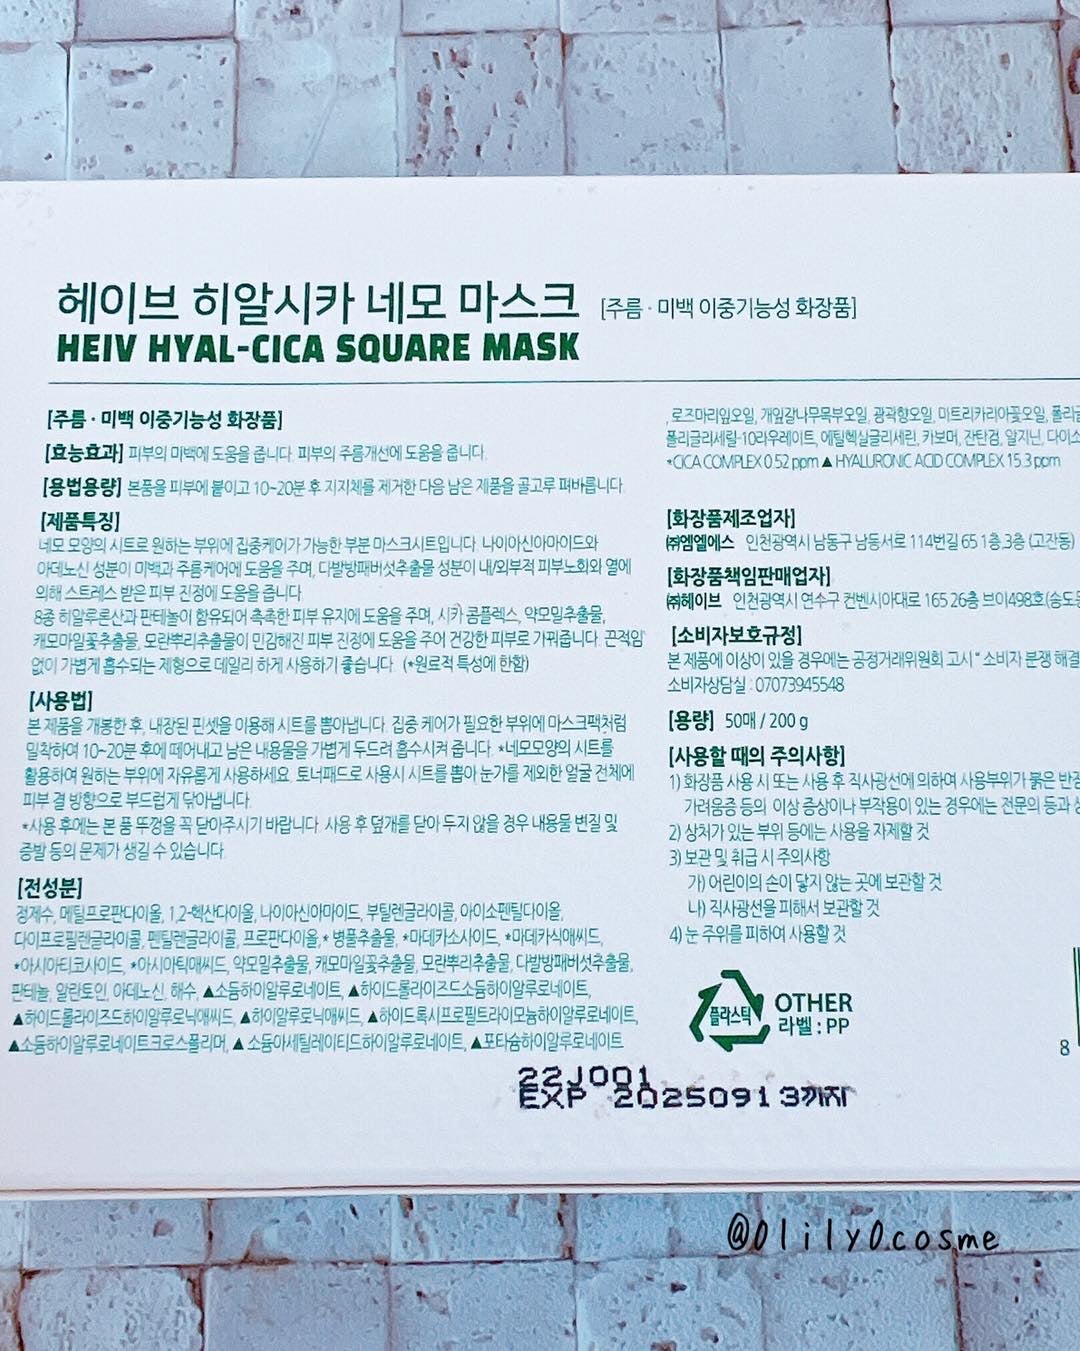 헤이브 히알시카 네모 마스크 [주름·미백 이중기능성 화장품]
HEIV HYAL-CICA SQUARE MASK
[주름·미백 이중기능성 화장품]
[효능효과] 피부의 미백에 도움을 줍니다. 피부의 주름개선에 도움을 줍니다.
[용법용량] 본품을 피부에 붙이고 10~20분 후 지지체를 제거한 다음 남은 제품을 골고루 펴바릅니다.
[제품특징]
네모 모양의 시트로 원하는 부위에 집중케어가 가능한 부분 마스크시트입니다. 나이아신아마이드와
아데노신 성분이 미백과 주름케어에 도움을 주며, 다발방패버섯추출물 성분이 내/외부적 피부노화와 열에
의해 스트레스 받은 피부 진정에 도움을 줍니다.
8종 히알루론산과 판테놀이 함유되어 촉촉한 피부 유지에 도움을 주며, 시카 콤플렉스, 약모밀추출물,
캐모마일꽃추출물, 모란뿌리추출물이 민감해진 피부 진정에 도움을 주어 건강한 피부로 가꿔줍니다. 끈적임
없이 가볍게 흡수되는 제형으로 데일리 하게 사용하기 좋습니다. (*원료적 특성에 한함)
[사용법]
본 제품을 개봉한 후, 내장된 핀셋을 이용해 시트를 뽑아냅니다. 집중 케어가 필요한 부위에 마스크팩처럼
밀착하여 10~20분 후에 떼어내고 남은 내용물을 가볍게 두드려 흡수시켜 줍니다. *네모모양의 시트를
활용하여 원하는 부위에 자유롭게 사용하세요. 토너패드로 사용시 시트를 뽑아 눈가를 제외한 얼굴 전체에
피부 결 방향으로 부드럽게 닦아냅니다.
*사용 후에는 본 품 뚜껑을 꼭 닫아주시기 바랍니다. 사용 후 덮개를 닫아 두지 않을 경우 내용물 변질 및
증발 등의 문제가 생길 수 있습니다.
[전성분]
정제수, 메틸프로판다이올, 1,2-헥산다이올, 나이아신아마이드, 부틸렌글라이콜, 아이소펜틸다이올,
다이프로필렌글라이콜, 펜틸렌글라이콜, 프로판다이올,* 병풀추출물, *마데카소사이드, *마데카식애씨드,
*아시아티코사이드, *아시아틱애씨드, 약모밀추출물, 캐모마일꽃추출물, 모란뿌리추출물, 다발방패버섯추출물,
판테놀, 알란토인, 아데노신, 해수, ▲소듐하이알루로네이트, ▲하이드롤라이즈드소듐하이알루로네이트,
▲하이드롤라이즈드하이알루로닉애씨드, ▲하이알루로닉애씨드, ▲하이드록시프로필트라이모늄하이알루로네이트,
▲소듐하이알루로네이트크로스폴리머, ▲소듐아세틸레이티드하이알루로네이트, ▲포타슘하이알루로네이트
, 로즈마리잎오일, 개잎갈나무목부오일, 광곽향오일, 마트리카리아꽃오일,
폴리글리세릴-10라우레이트, 에틸헥실글리세린, 카보머, 잔탄검, 알지닌,
*CICA COMPLEX 0.52 ppm ▲HYALURONIC ACID COMPLEX 15.3 ppm
[화장품제조업자]
㈜엠엘에스 인천광역시 남동구 남동서로 114번길 65 1층,3층 (고잔동)
[화장품책임판매업자]
㈜헤이브 인천광역시 연수구 컨벤시아대로 165 26층 브이498호
[소비자보호규정]
본 제품에 이상이 있을 경우에는 공정거래위원회 고시 " 소비자 분쟁 해결
소비자상담실 : 07073945548
[용량] 50매 / 200 g
[사용할 때의 주의사항]
1) 화장품 사용 시 또는 사용 후 직사광선에 의하여 사용부위가 붉은
가려움증 등의 이상 증상이나 부작용이 있는 경우에는 전문의 등과
2) 상처가 있는 부위 등에는 사용을 자제할 것
3) 보관 및 취급 시 주의사항
가) 어린이의 손이 닿지 않는 곳에 보관할 것
나) 직사광선을 피해서 보관할 것
4) 눈 주위를 피하여 사용할 것
플라스틱
OTHER
라벨 : PP
8
22J001
EXP 20250913까지
@0lily0cosme